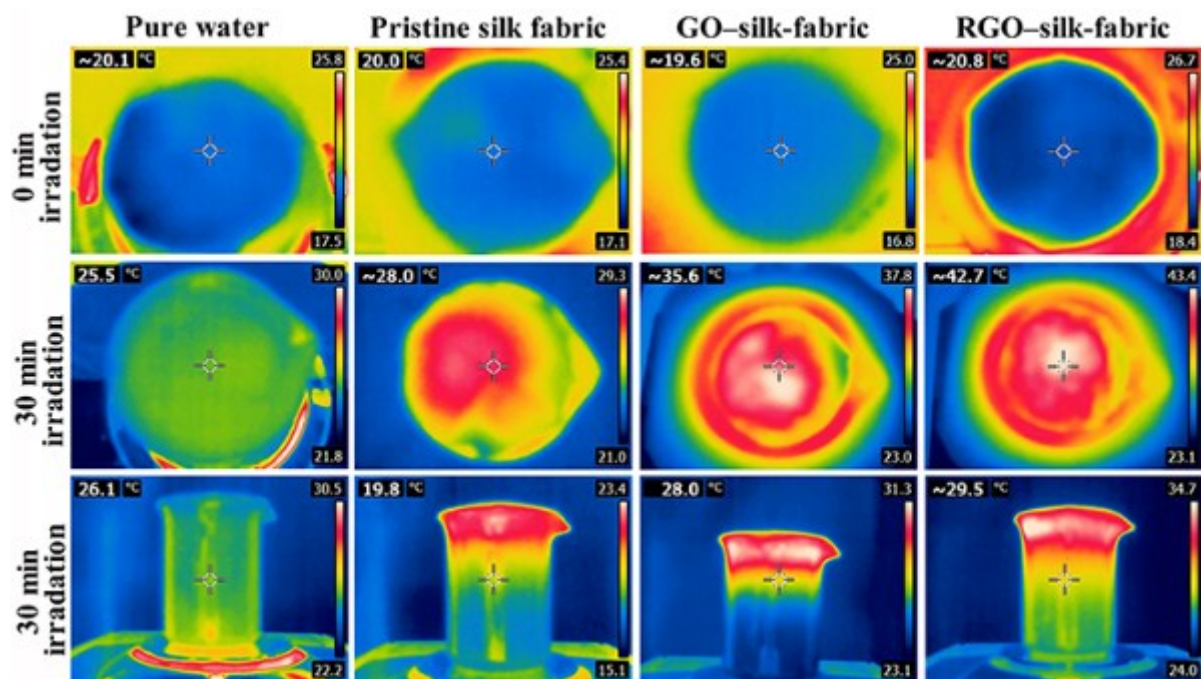 Pure water
Pristine silk fabric
GO–silk-fabric
RGO–silk-fabric
0 min
irradation
~20.1 °C 25.8
17.5
20.0 °C 25.4
17.1
~19.6 °C 25.0
16.8
~20.8 °C 26.7
18.4
30 min
irradation
25.5 °C 30.0
21.8
~28.0 °C 29.3
21.0
~35.6 °C 37.8
23.0
~42.7 °C 43.4
23.1
30 min
irradation
26.1 °C 30.5
22.2
19.8 °C 23.4
15.1
28.0 °C 31.3
23.1
~29.5 °C 34.7
24.0